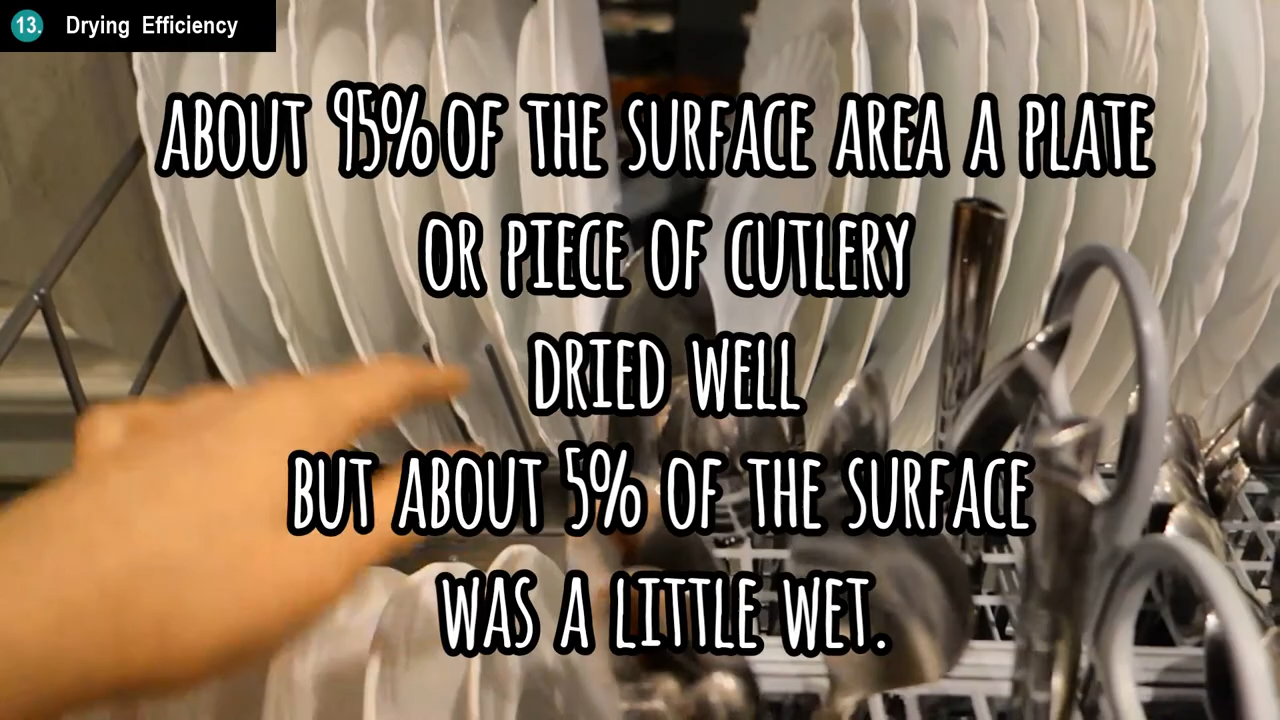 13. Drying Efficiency
ABOUT 95% OF THE SURFACE AREA A PLATE
OR PIECE OF CUTLERY
DRIED WELL
BUT ABOUT 5% OF THE SURFACE
WAS A LITTLE WET.